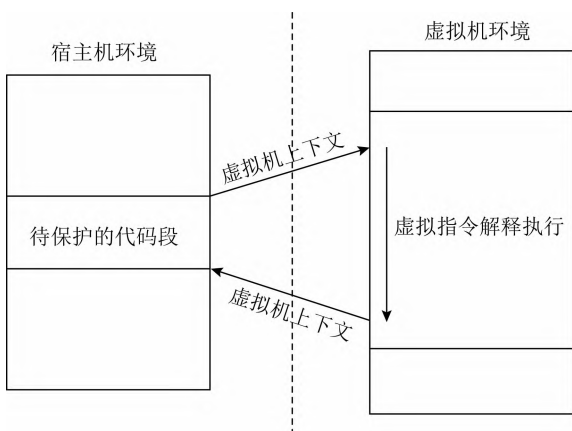 宿主机环境
虚拟机环境
虚拟机上下文
待保护的代码段
虚拟指令解释执行
虚拟机上下文